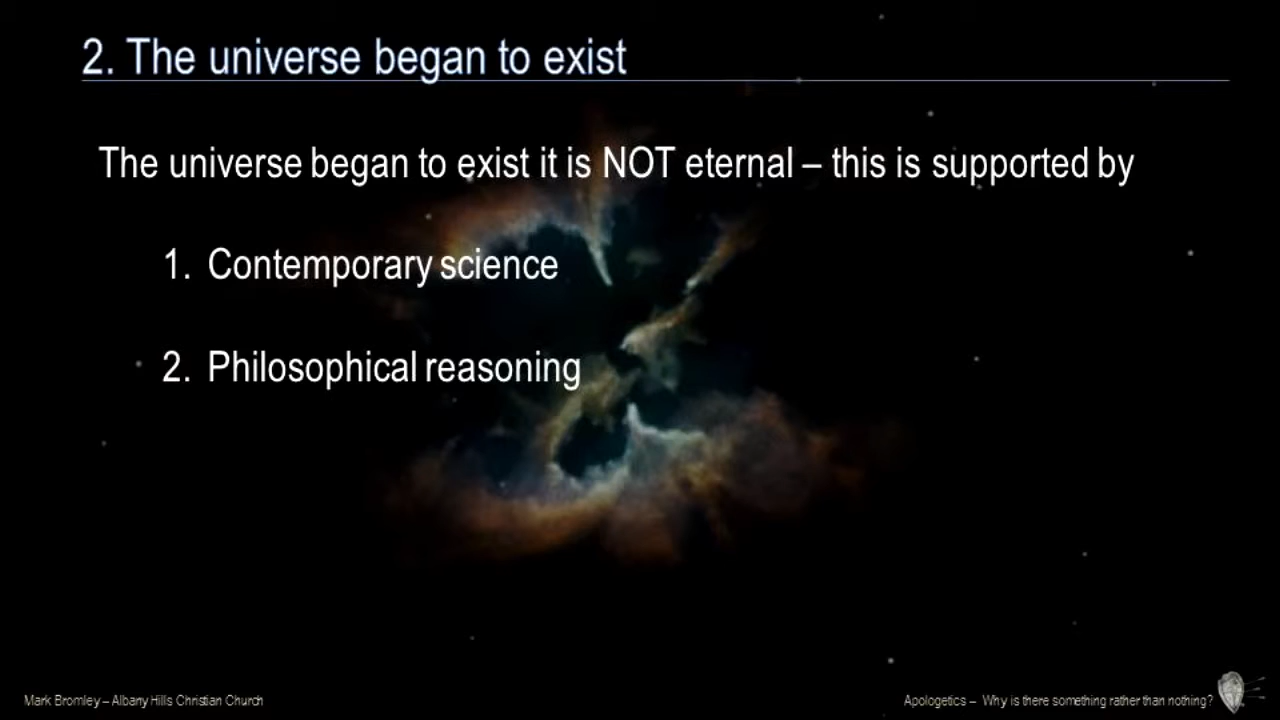 2. The universe began to exist
The universe began to exist it is NOT eternal – this is supported by
1. Contemporary science
2. Philosophical reasoning
Mark Bromley – Albany Hills Christian Church
Apologetics – Why is there something rather than nothing?